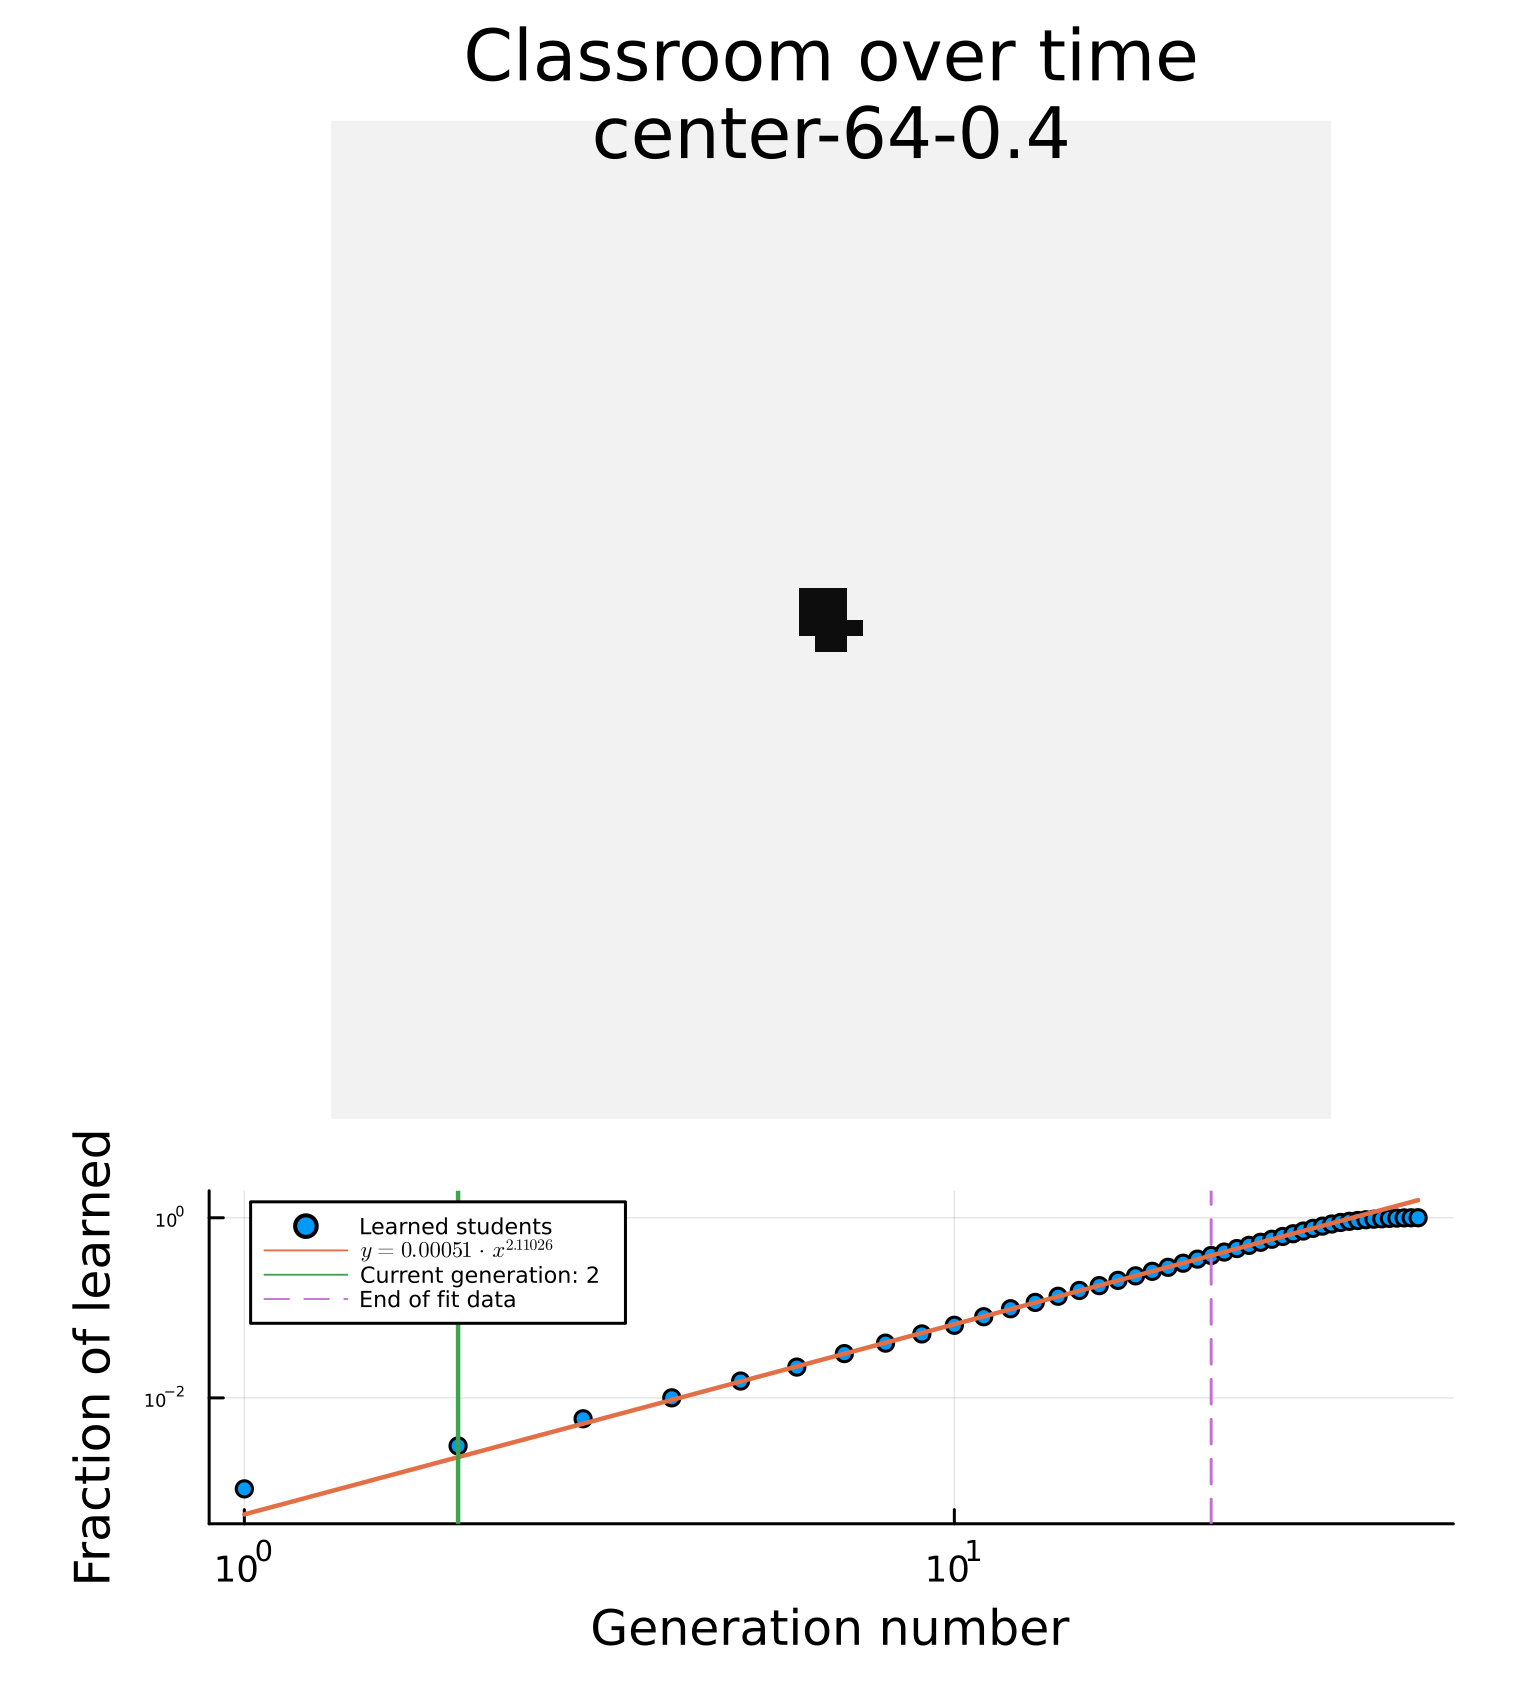 Classroom over time
center-64-0.4
Fraction of learned
10^0
10^-2
Learned students
y = 0.00051 · x^2.11026
Current generation: 2
End of fit data
10^0
10^1
Generation number